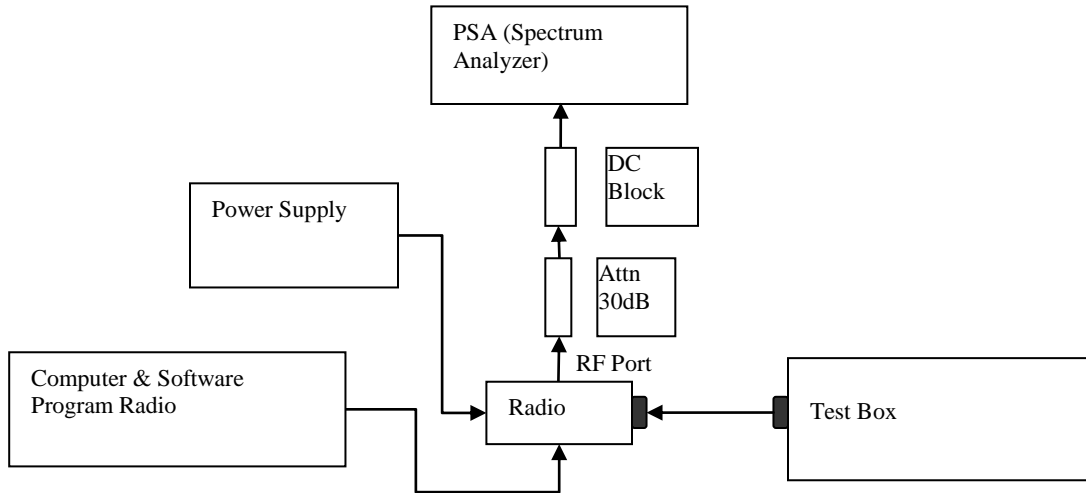 PSA (Spectrum
Analyzer)
DC
Block
Power Supply
Attn
30dB
RF Port
Computer & Software
Program Radio
Radio
Test Box